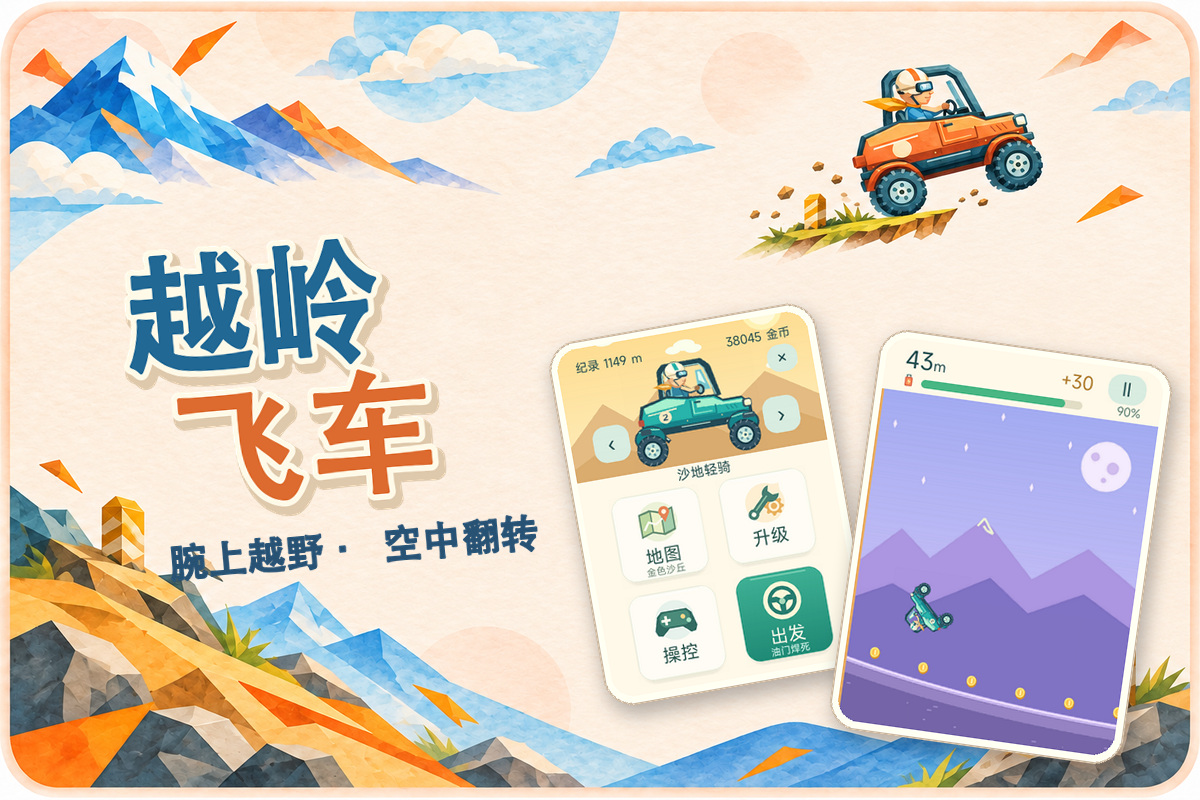 越岭
飞车
腕上越野· 空中翻转
纪录 1149 m
38045 金币
×
2
‹
›
沙地轻骑
地图
金色沙丘
升级
操控
出发
油门焊死
43m
+30
90%